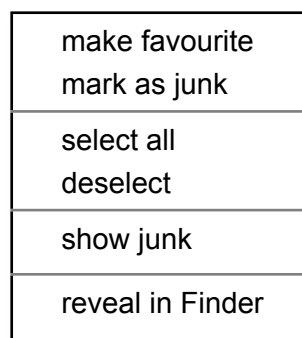 make favourite
mark as junk
select all
deselect
show junk
reveal in Finder